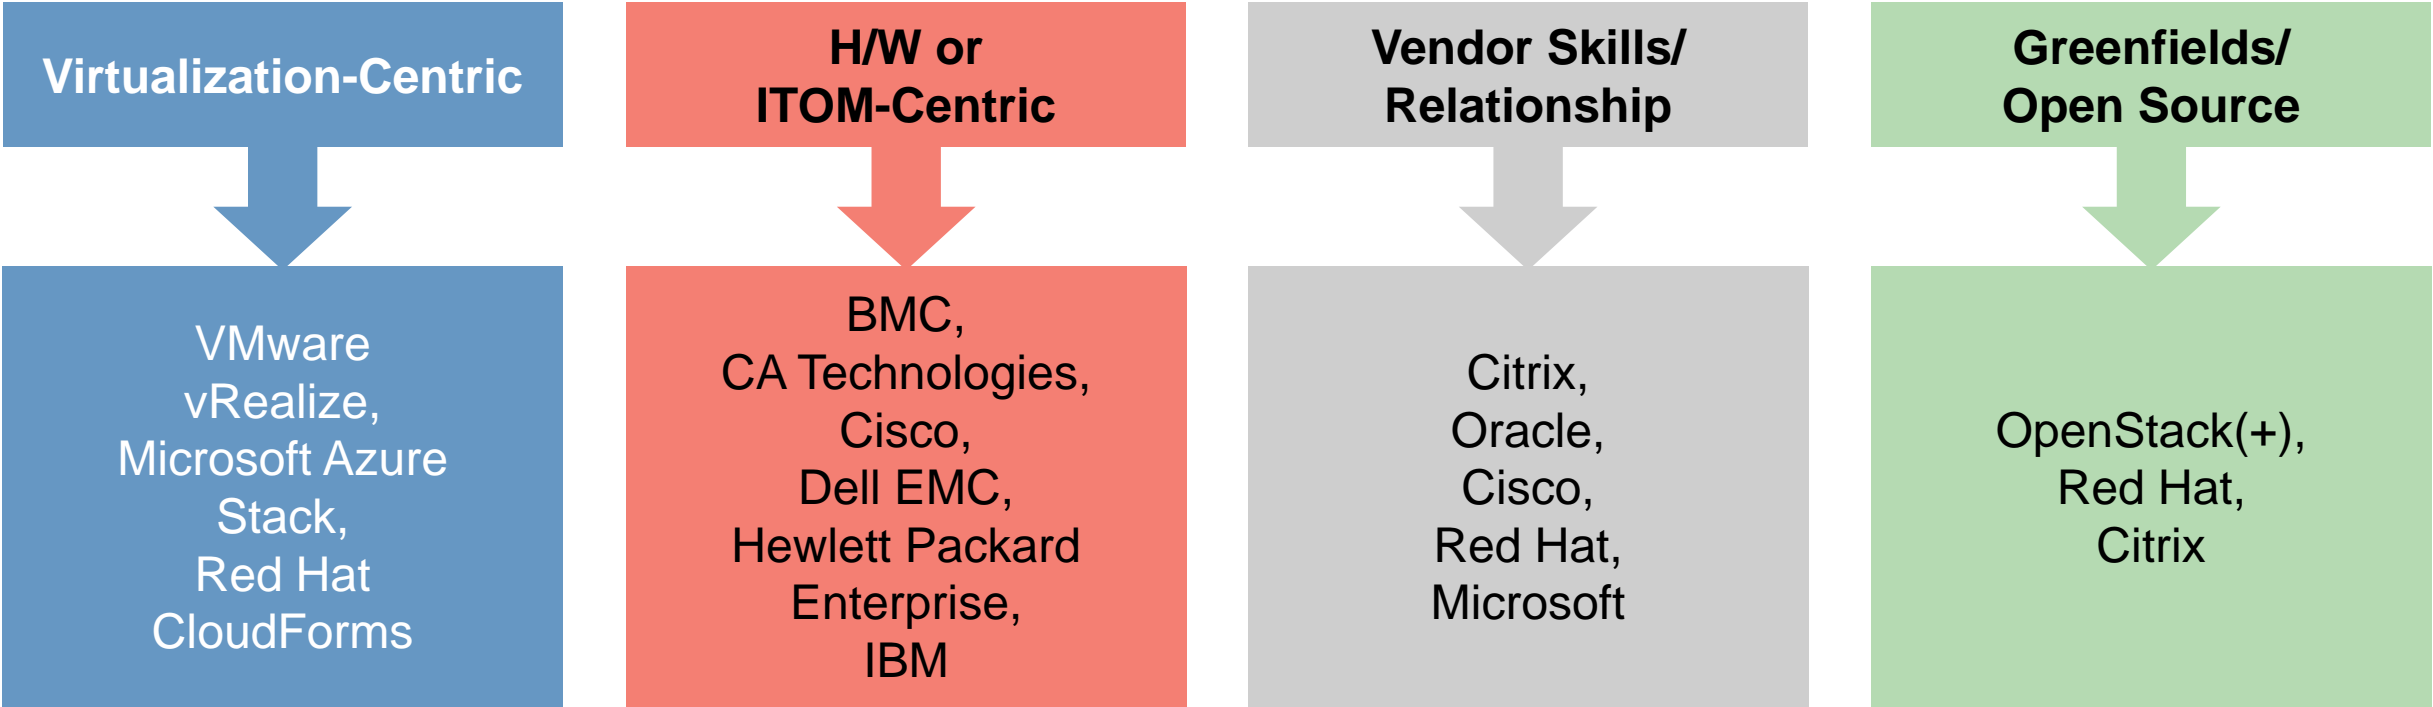 Virtualization-Centric
VMware
vRealize,
Microsoft Azure
Stack,
Red Hat
CloudForms
H/W or
ITOM-Centric
BMC,
CA Technologies,
Cisco,
Dell EMC,
Hewlett Packard
Enterprise,
IBM
Vendor Skills/
Relationship
Citrix,
Oracle,
Cisco,
Red Hat,
Microsoft
Greenfields/
Open Source
OpenStack(+),
Red Hat,
Citrix